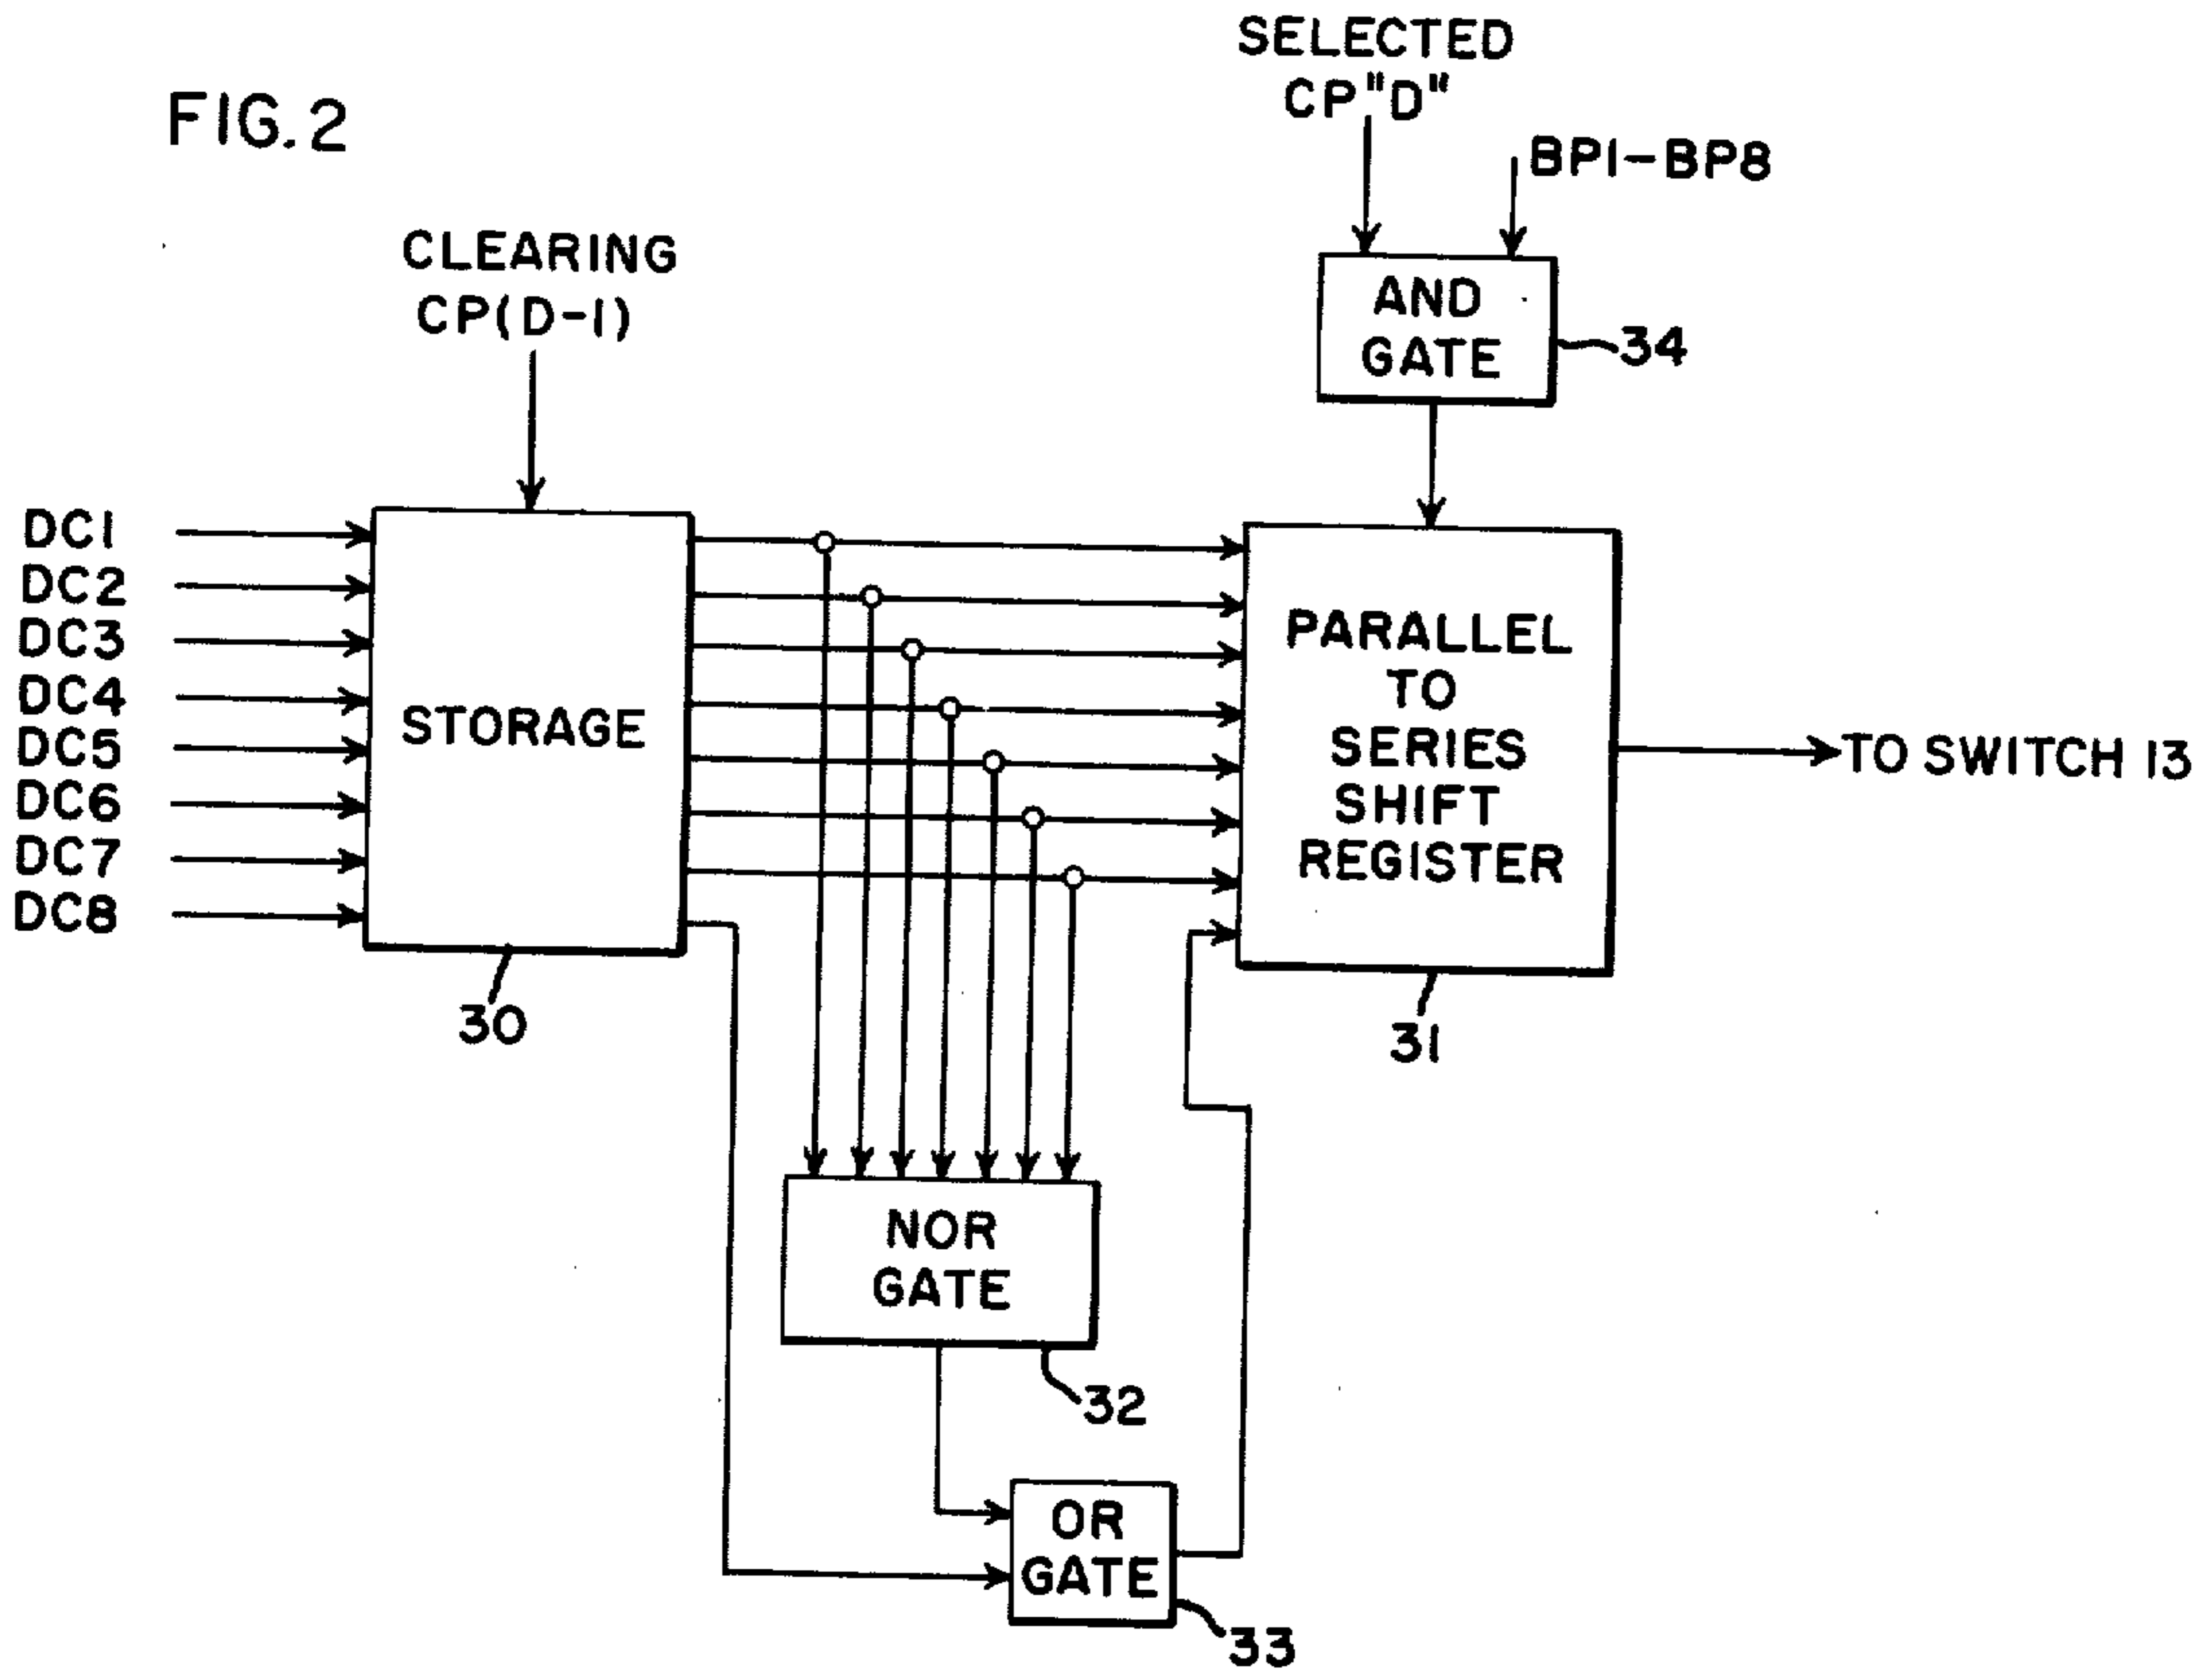 FIG. 2
SELECTED
CP"D"
BP1-BP8
CLEARING
CP(D-1)
AND
GATE
34
DC1
DC2
DC3
DC4
DC5
DC6
DC7
DC8
STORAGE
30
PARALLEL
TO
SERIES
SHIFT
REGISTER
31
TO SWITCH 13
NOR
GATE
32
OR
GATE
33